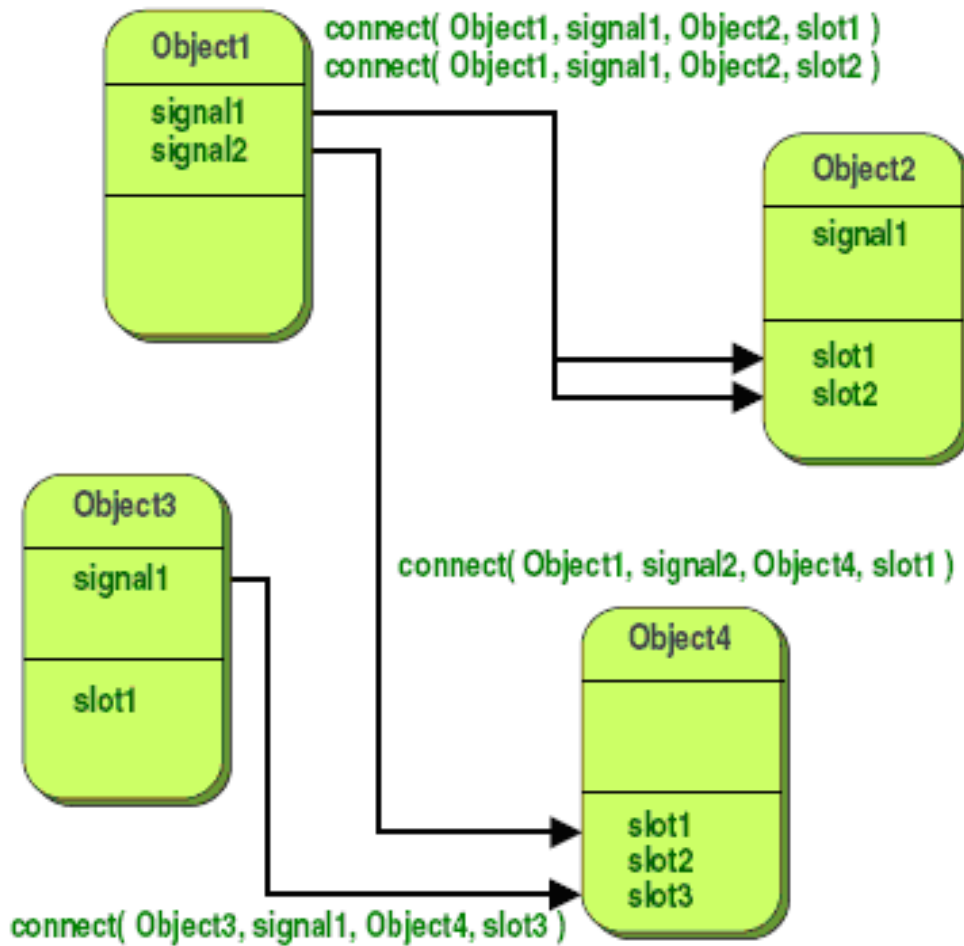 Object1
signal1
signal2
connect( Object1, signal1, Object2, slot1 )
connect( Object1, signal1, Object2, slot2 )
Object2
signal1
slot1
slot2
Object3
signal1
slot1
connect( Object1, signal2, Object4, slot1 )
Object4
slot1
slot2
slot3
connect( Object3, signal1, Object4, slot3 )